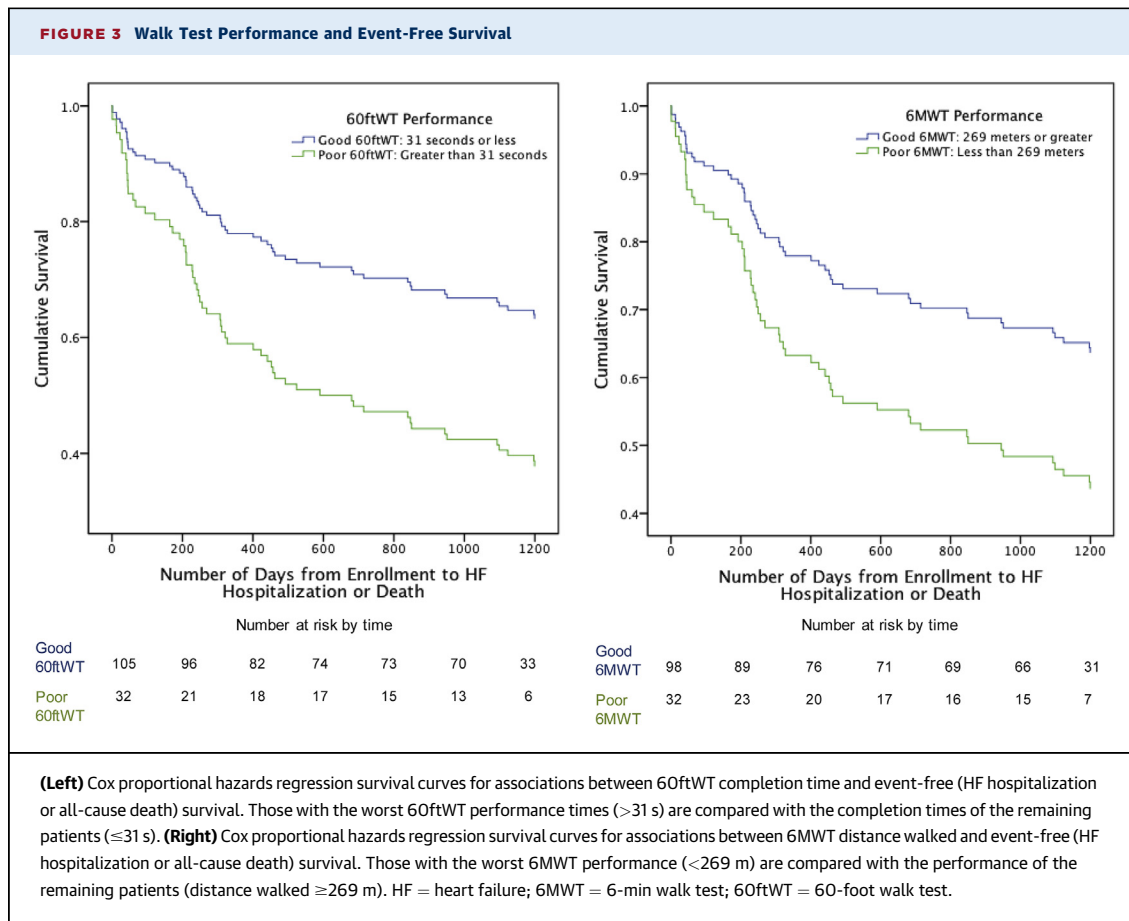 FIGURE 3 Walk Test Performance and Event-Free Survival
1.0
0.8
0.6
0.4
Cumulative Survival
60ftWT Performance
Good 60ftWT: 31 seconds or less
Poor 60ftWT: Greater than 31 seconds
0 200 400 600 800 1000 1200
Number of Days from Enrollment to HF
Hospitalization or Death
Number at risk by time
Good
60ftWT 105 96 82 74 73 70 33
Poor
60ftWT 32 21 18 17 15 13 6
1.0
0.9
0.8
0.7
0.6
0.5
0.4
Cumulative Survival
6MWT Performance
Good 6MWT: 269 meters or greater
Poor 6MWT: Less than 269 meters
0 200 400 600 800 1000 1200
Number of Days from Enrollment to HF
Hospitalization or Death
Number at risk by time
Good
6MWT 98 89 76 71 69 66 31
Poor
6MWT 32 23 20 17 16 15 7
(Left) Cox proportional hazards regression survival curves for associations between 60ftWT completion time and event-free (HF hospitalization
or all-cause death) survival. Those with the worst 60ftWT performance times (>31 s) are compared with the completion times of the remaining
patients (≤31 s). (Right) Cox proportional hazards regression survival curves for associations between 6MWT distance walked and event-free (HF
hospitalization or all-cause death) survival. Those with the worst 6MWT performance (<269 m) are compared with the performance of the
remaining patients (distance walked ≥269 m). HF = heart failure; 6MWT = 6-min walk test; 60ftWT = 60-foot walk test.